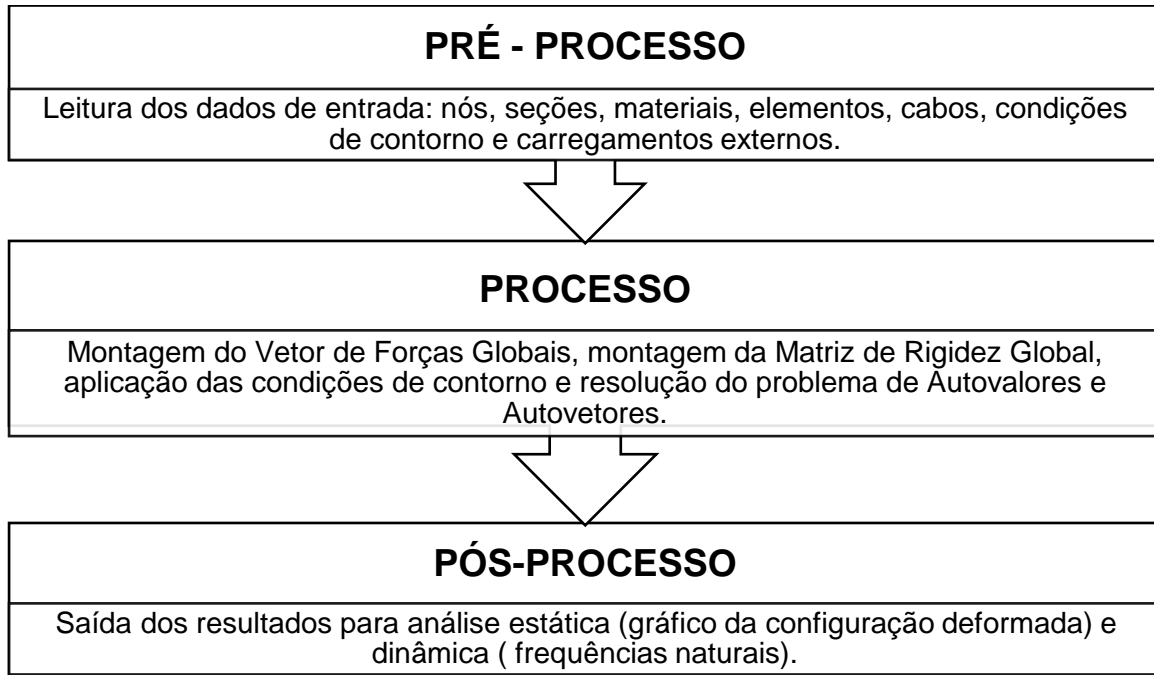 PRÉ - PROCESSO
Leitura dos dados de entrada: nós, seções, materiais, elementos, cabos, condições
de contorno e carregamentos externos.
PROCESSO
Montagem do Vetor de Forças Globais, montagem da Matriz de Rigidez Global,
aplicação das condições de contorno e resolução do problema de Autovalores e
Autovetores.
PÓS-PROCESSO
Saída dos resultados para análise estática (gráfico da configuração deformada) e
dinâmica ( frequências naturais).